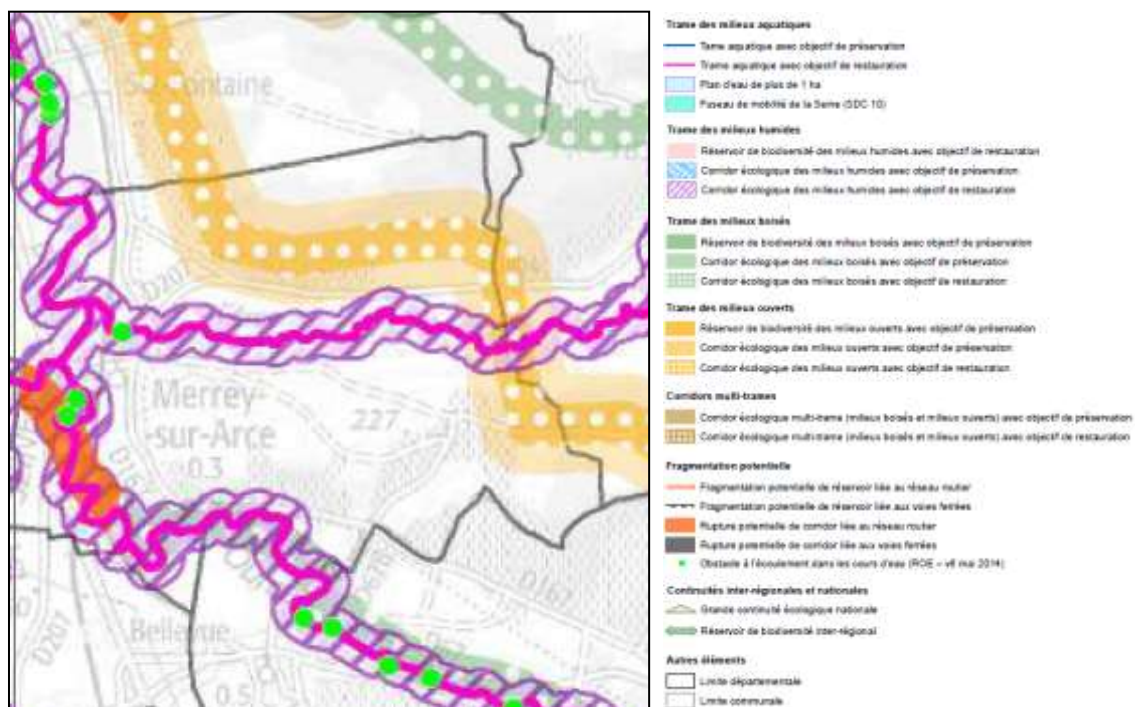 Fontaine
D207
Merrey-
-sur-Arce
227
0.3
D167
Bellevue
0.5
Trame des milieux aquatiques
Trame aquatique avec objectif de restauration
Plan d'eau de plus de 1 ha
Fuseau de mobilité de la Seine (SDC 10)
Trame des milieux humides
Réservoir de biodiversité des milieux humides avec objectif de restauration
Corridor écologique des milieux humides avec objectif de préservation
Corridor écologique des milieux humides avec objectif de restauration
Trame des milieux boisés
Réservoir de biodiversité des milieux boisés avec objectif de préservation
Corridor écologique des milieux boisés avec objectif de préservation
Corridor écologique des milieux boisés avec objectif de restauration
Trame des milieux ouverts
Réservoir de biodiversité des milieux ouverts avec objectif de préservation
Corridor écologique des milieux ouverts avec objectif de préservation
Corridor écologique des milieux ouverts avec objectif de restauration
Corridors multi-trames
Corridor écologique multi-trame (milieux boisés et milieux ouverts) avec objectif de préservation
Corridor écologique multi-trame (milieux boisés et milieux ouverts) avec objectif de restauration
Fragmentation potentielle
Fragmentation potentielle de réservoir liée au réseau routier
Fragmentation potentielle de réservoir liée aux voies ferrées
Rupture potentielle de corridor liée au réseau routier
Rupture potentielle de corridor liée aux voies ferrées
Obstacle à l'écoulement dans les cours d'eau (ROE – v6 mai 2014)
Continuités inter-régionales et nationales
Grande continuité écologique nationale
Réservoir de biodiversité inter-régional
Autres éléments
Limite départementale
Limite communale